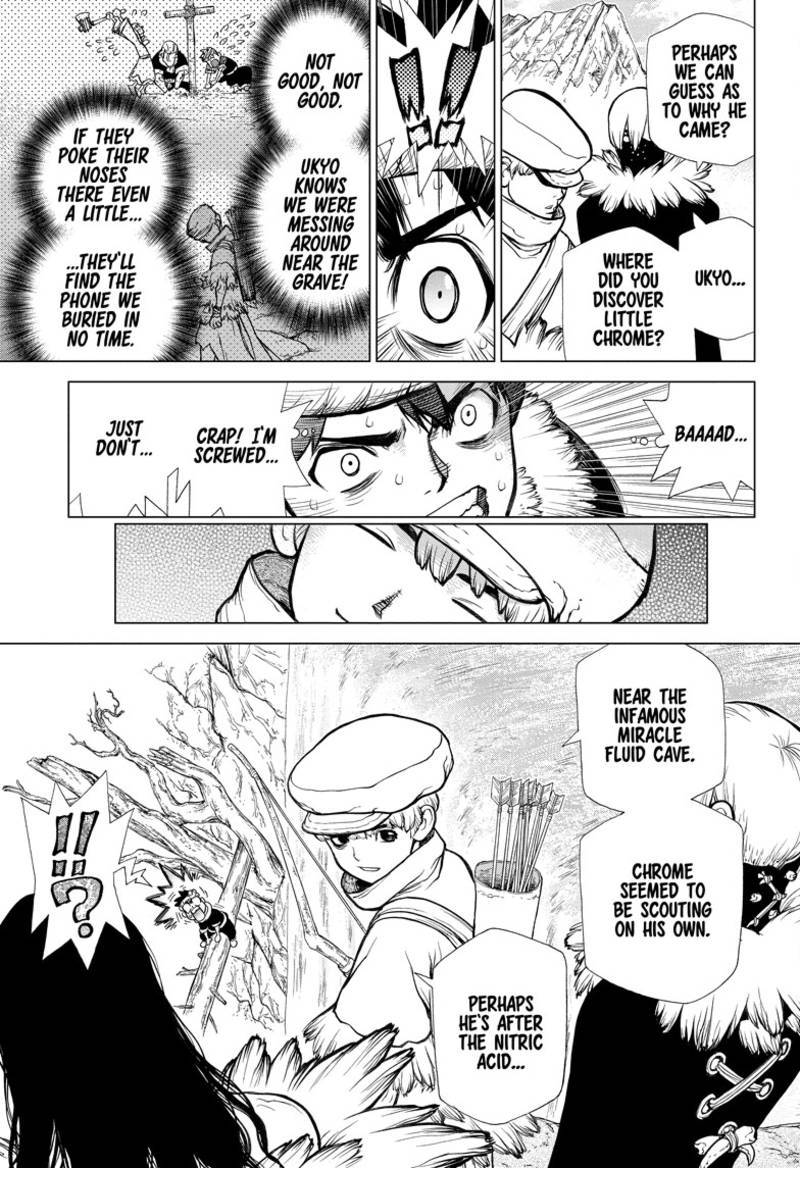 PERHAPS
WE CAN
GUESS AS
TO WHY HE
CAME?
UKYO...
WHERE
DID YOU
DISCOVER
LITTLE
CHROME?
!!
NOT
GOOD, NOT
GOOD.
UKYO
KNOWS
WE WERE
MESSING
AROUND
NEAR THE
GRAVE!
IF THEY
POKE THEIR
NOSES
THERE EVEN
A LITTLE...
...THEY'LL
FIND THE
PHONE WE
BURIED IN
NO TIME.
BAAAAD...
CRAP! I'M
SCREWED...
JUST
DON'T...
NEAR THE
INFAMOUS
MIRACLE
FLUID CAVE.
CHROME
SEEMED TO
BE SCOUTING
ON HIS OWN.
PERHAPS
HE'S AFTER
THE NITRIC
ACID...
!!?